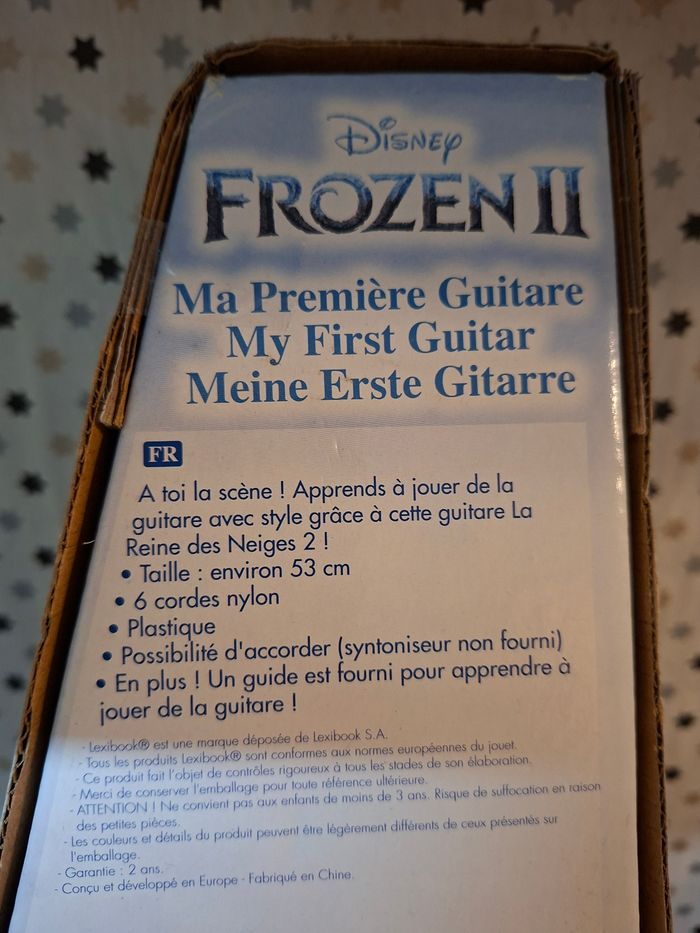 Disney
FROZEN II
Ma Première Guitare
My First Guitar
Meine Erste Gitarre
FR
A toi la scène ! Apprends à jouer de la
guitare avec style grâce à cette guitare La
Reine des Neiges 2 !
• Taille : environ 53 cm
• 6 cordes nylon
• Plastique
• Possibilité d'accorder (syntoniseur non fourni)
• En plus ! Un guide est fourni pour apprendre à
jouer de la guitare !
- Lexibook® est une marque déposée de Lexibook S.A.
- Tous les produits Lexibook® sont conformes aux normes européennes du jouet.
- Ce produit fait l'objet de contrôles rigoureux à tous les stades de son élaboration.
- Merci de conserver l'emballage pour toute référence ultérieure.
- ATTENTION ! Ne convient pas aux enfants de moins de 3 ans. Risque de suffocation en raison
des petites pièces.
- Les couleurs et détails du produit peuvent être légèrement différents de ceux présentés sur
l'emballage.
- Garantie : 2 ans.
- Conçu et développé en Europe - Fabriqué en Chine.